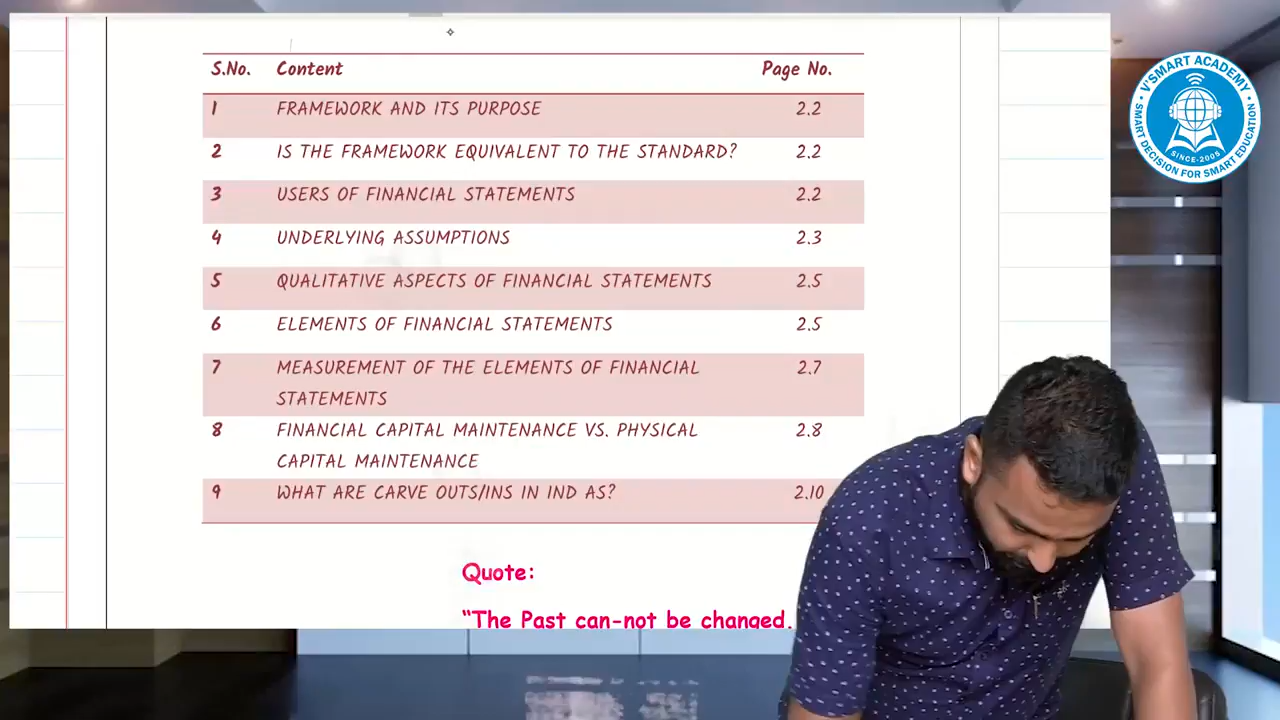 S.No. Content Page No.
1 FRAMEWORK AND ITS PURPOSE 2.2
2 IS THE FRAMEWORK EQUIVALENT TO THE STANDARD? 2.2
3 USERS OF FINANCIAL STATEMENTS 2.2
4 UNDERLYING ASSUMPTIONS 2.3
5 QUALITATIVE ASPECTS OF FINANCIAL STATEMENTS 2.5
6 ELEMENTS OF FINANCIAL STATEMENTS 2.5
7 MEASUREMENT OF THE ELEMENTS OF FINANCIAL 2.7
STATEMENTS
8 FINANCIAL CAPITAL MAINTENANCE VS. PHYSICAL 2.8
CAPITAL MAINTENANCE
9 WHAT ARE CARVE OUTS/INS IN IND AS? 2.10
Quote:
“The Past can-not be changed.
V'SMART ACADEMY
SINCE-2006
SMART DECISION FOR SMART EDUCATION